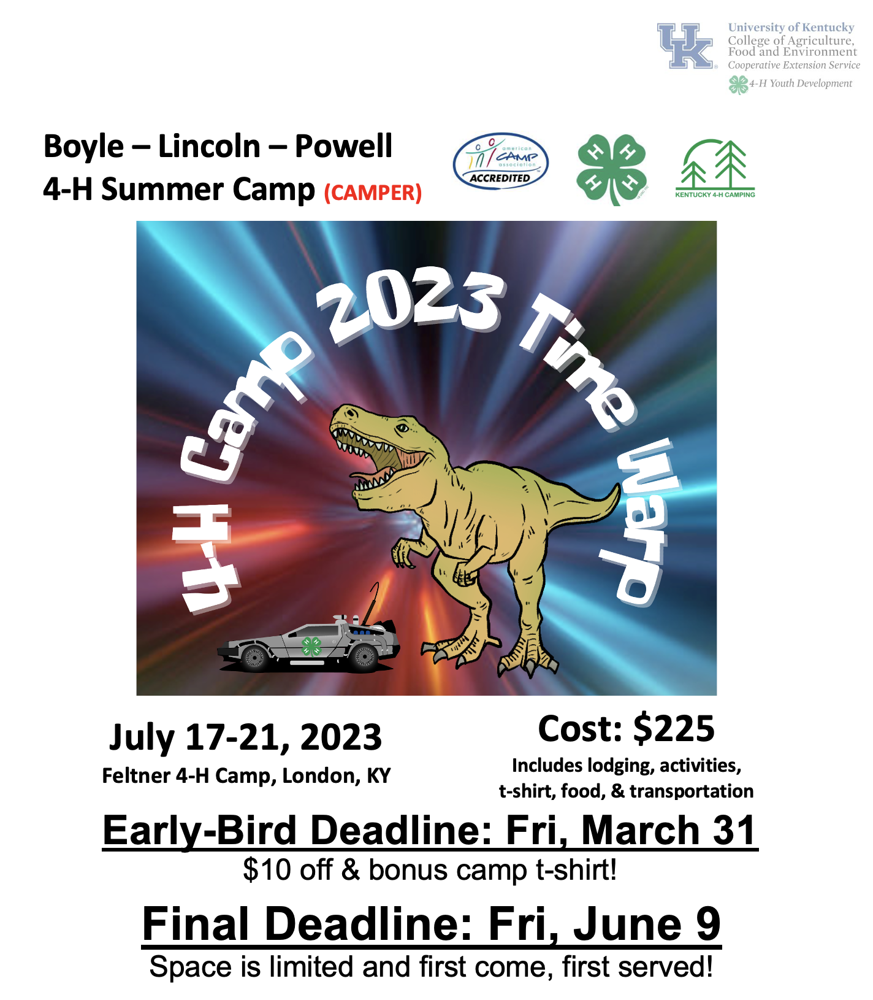 University of Kentucky
College of Agriculture,
Food and Environment
Cooperative Extension Service
4-H Youth Development
UK®
Boyle – Lincoln – Powell
4-H Summer Camp (CAMPER)
american
CAMP
association
ACCREDITED
H H
H H
KENTUCKY 4-H CAMPING
4-H Camp 2023 Time Warp
H H
H H
July 17-21, 2023
Feltner 4-H Camp, London, KY
Cost: $225
Includes lodging, activities,
t-shirt, food, & transportation
Early-Bird Deadline: Fri, March 31
$10 off & bonus camp t-shirt!
Final Deadline: Fri, June 9
Space is limited and first come, first served!